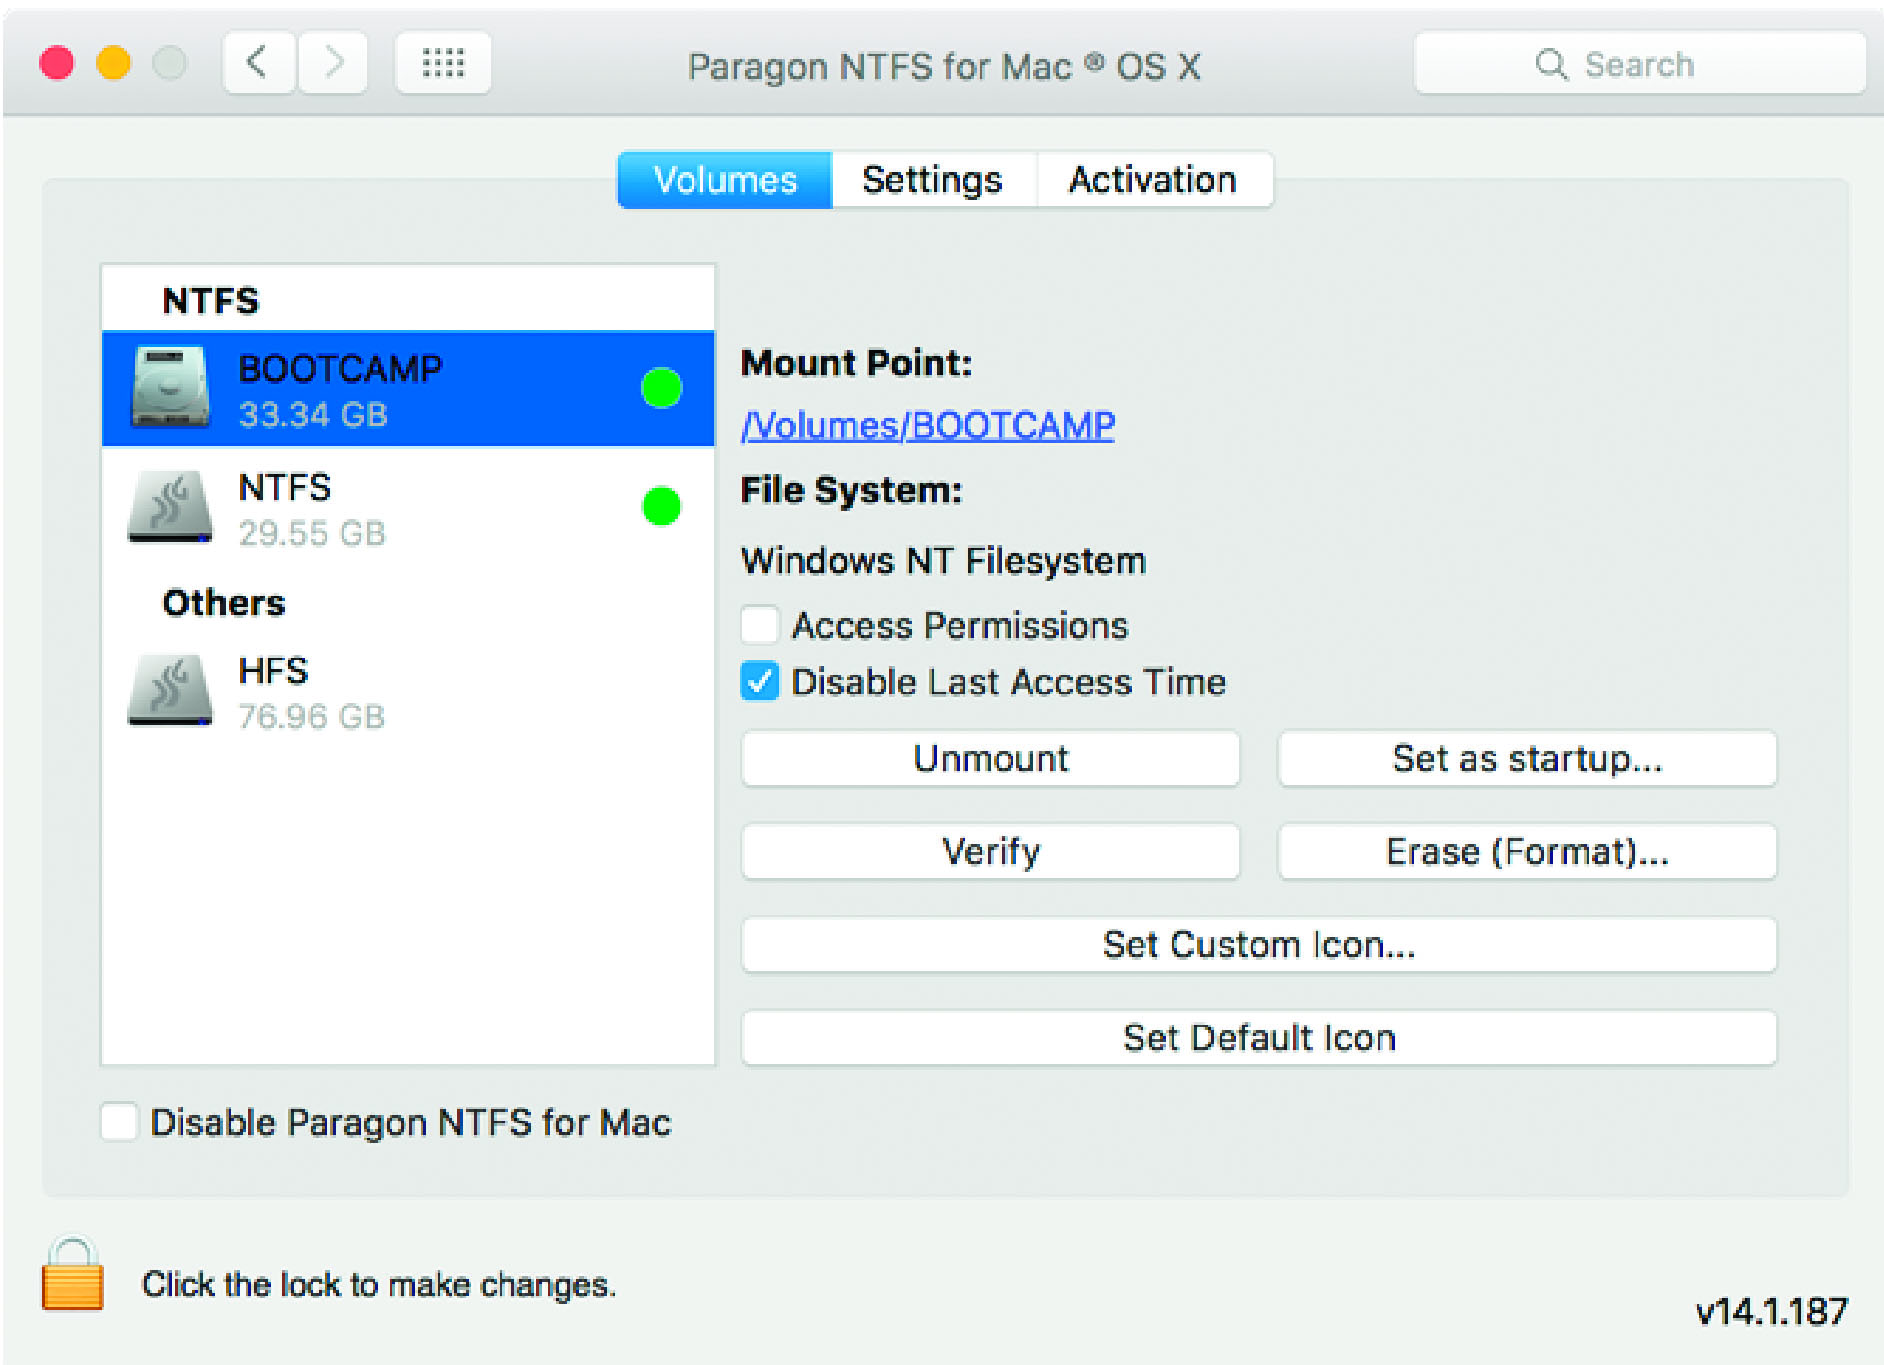 Paragon NTFS for Mac ® OS X
Search
Volumes
Settings
Activation
NTFS
BOOTCAMP
33.34 GB
NTFS
29.55 GB
Others
HFS
76.96 GB
Mount Point:
/Volumes/BOOTCAMP
File System:
Windows NT Filesystem
Access Permissions
Disable Last Access Time
Unmount
Set as startup...
Verify
Erase (Format)...
Set Custom Icon...
Set Default Icon
Disable Paragon NTFS for Mac
Click the lock to make changes.
v14.1.187